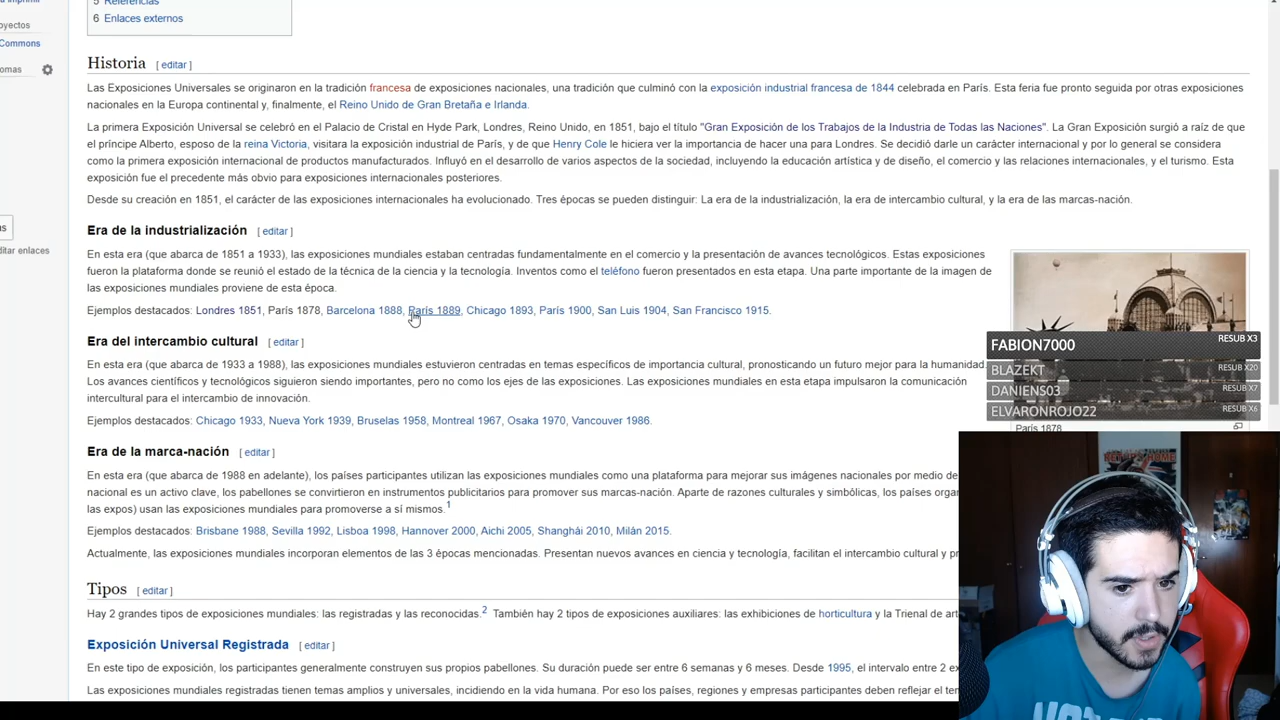 5 Referencias
6 Enlaces externos
oyectos
Commons
omas
Historia [ editar ]
Las Exposiciones Universales se originaron en la tradición francesa de exposiciones nacionales, una tradición que culminó con la exposición industrial francesa de 1844 celebrada en París. Esta feria fue pronto seguida por otras exposiciones
nacionales en la Europa continental y, finalmente, el Reino Unido de Gran Bretaña e Irlanda.
La primera Exposición Universal se celebró en el Palacio de Cristal en Hyde Park, Londres, Reino Unido, en 1851, bajo el título "Gran Exposición de los Trabajos de la Industria de Todas las Naciones". La Gran Exposición surgió a raíz de que
el príncipe Alberto, esposo de la reina Victoria, visitara la exposición industrial de París, y de que Henry Cole le hiciera ver la importancia de hacer una para Londres. Se decidió darle un carácter internacional y por lo general se considera
como la primera exposición internacional de productos manufacturados. Influyó en el desarrollo de varios aspectos de la sociedad, incluyendo la educación artística y de diseño, el comercio y las relaciones internacionales, y el turismo. Esta
exposición fue el precedente más obvio para exposiciones internacionales posteriores.
Desde su creación en 1851, el carácter de las exposiciones internacionales ha evolucionado. Tres épocas se pueden distinguir: La era de la industrialización, la era de intercambio cultural, y la era de las marcas-nación.
s
ditar enlaces
Era de la industrialización [ editar ]
En esta era (que abarca de 1851 a 1933), las exposiciones mundiales estaban centradas fundamentalmente en el comercio y la presentación de avances tecnológicos. Estas exposiciones
fueron la plataforma donde se reunió el estado de la técnica de la ciencia y la tecnología. Inventos como el teléfono fueron presentados en esta etapa. Una parte importante de la imagen de
las exposiciones mundiales proviene de esta época.
Ejemplos destacados: Londres 1851, París 1878, Barcelona 1888, París 1889, Chicago 1893, París 1900, San Luis 1904, San Francisco 1915.
Era del intercambio cultural [ editar ]
En esta era (que abarca de 1933 a 1988), las exposiciones mundiales estuvieron centradas en temas específicos de importancia cultural, pronosticando un futuro mejor para la humanidad.
Los avances científicos y tecnológicos siguieron siendo importantes, pero no como los ejes de las exposiciones. Las exposiciones mundiales en esta etapa impulsaron la comunicación
intercultural para el intercambio de innovación.
Ejemplos destacados: Chicago 1933, Nueva York 1939, Bruselas 1958, Montreal 1967, Osaka 1970, Vancouver 1986.
FABION7000 RESUB X3
BLAZEKT RESUB X20
DANIENS03 RESUB X7
ELVARONROJO22 RESUB X6
París 1878
Era de la marca-nación [ editar ]
En esta era (que abarca de 1988 en adelante), los países participantes utilizan las exposiciones mundiales como una plataforma para mejorar sus imágenes nacionales por medio de
nacional es un activo clave, los pabellones se convirtieron en instrumentos publicitarios para promover sus marcas-nación. Aparte de razones culturales y simbólicas, los países organ
las expos) usan las exposiciones mundiales para promoverse a sí mismos.1
Ejemplos destacados: Brisbane 1988, Sevilla 1992, Lisboa 1998, Hannover 2000, Aichi 2005, Shanghái 2010, Milán 2015.
Actualmente, las exposiciones mundiales incorporan elementos de las 3 épocas mencionadas. Presentan nuevos avances en ciencia y tecnología, facilitan el intercambio cultural y pr
Tipos [ editar ]
Hay 2 grandes tipos de exposiciones mundiales: las registradas y las reconocidas.2 También hay 2 tipos de exposiciones auxiliares: las exhibiciones de horticultura y la Trienal de ar
Exposición Universal Registrada [ editar ]
En este tipo de exposición, los participantes generalmente construyen sus propios pabellones. Su duración puede ser entre 6 semanas y 6 meses. Desde 1995, el intervalo entre 2 ex
Las exposiciones mundiales registradas tienen temas amplios y universales, incidiendo en la vida humana. Por eso los países, regiones y empresas participantes deben reflejar el tem